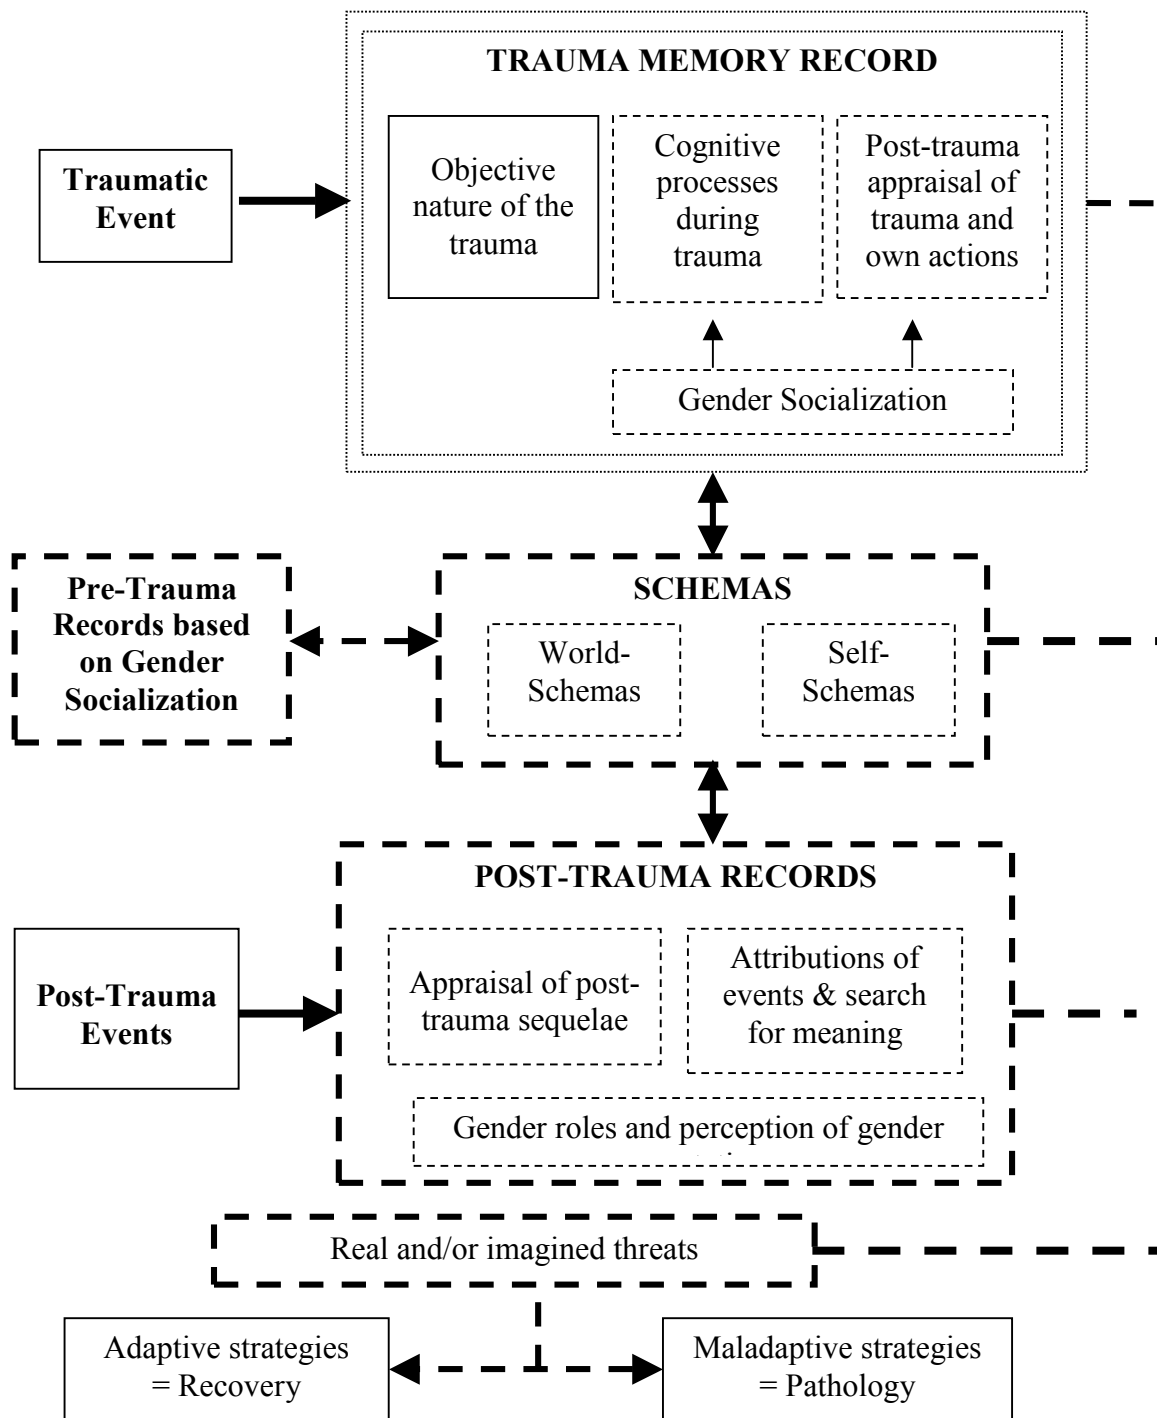 TRAUMA MEMORY RECORD
Traumatic
Event
Objective
nature of the
trauma
Cognitive
processes
during
trauma
Post-trauma
appraisal of
trauma and
own actions
Gender Socialization
Pre-Trauma
Records based
on Gender
Socialization
SCHEMAS
World-
Schemas
Self-
Schemas
POST-TRAUMA RECORDS
Post-Trauma
Events
Appraisal of post-
trauma sequelae
Attributions of
events & search
for meaning
Gender roles and perception of gender
Real and/or imagined threats
Adaptive strategies
= Recovery
Maladaptive strategies
= Pathology